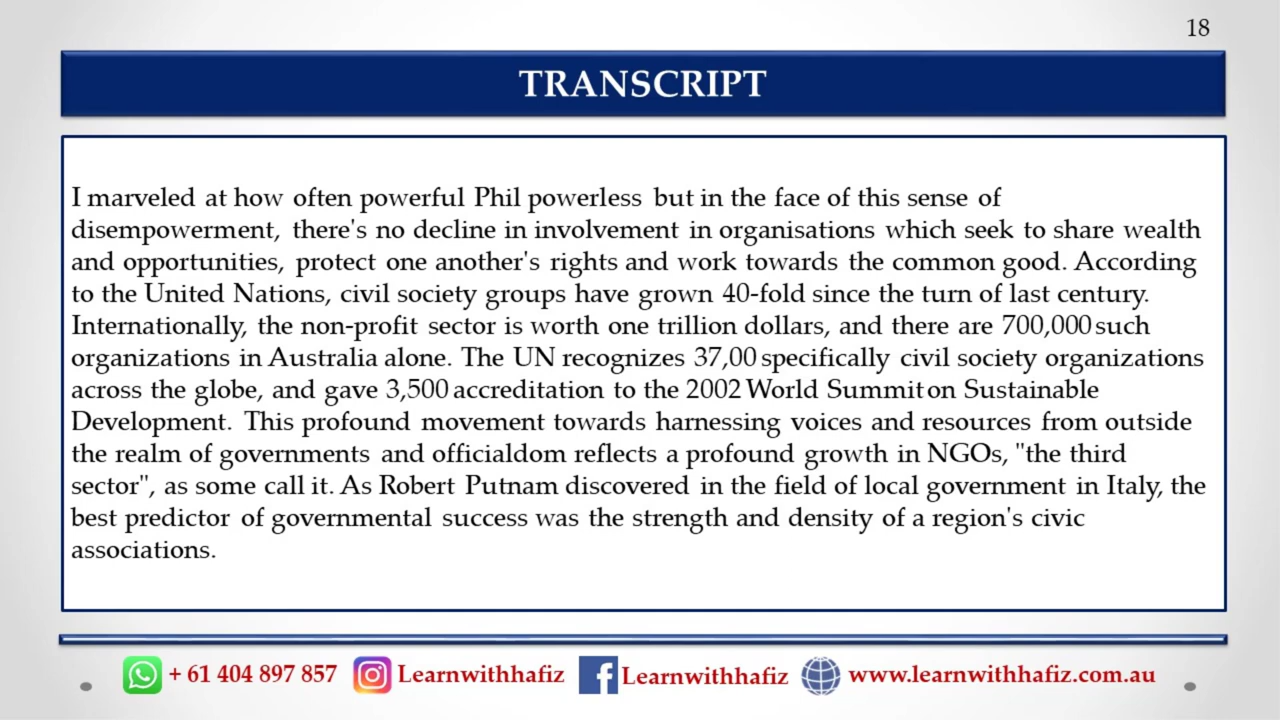 18
TRANSCRIPT
I marveled at how often powerful Phil powerless but in the face of this sense of
disempowerment, there's no decline in involvement in organisations which seek to share wealth
and opportunities, protect one another's rights and work towards the common good. According
to the United Nations, civil society groups have grown 40-fold since the turn of last century.
Internationally, the non-profit sector is worth one trillion dollars, and there are 700,000 such
organizations in Australia alone. The UN recognizes 37,00 specifically civil society organizations
across the globe, and gave 3,500 accreditation to the 2002 World Summit on Sustainable
Development. This profound movement towards harnessing voices and resources from outside
the realm of governments and officialdom reflects a profound growth in NGOs, "the third
sector", as some call it. As Robert Putnam discovered in the field of local government in Italy, the
best predictor of governmental success was the strength and density of a region's civic
associations.
+ 61 404 897 857 Learnwithhafiz Learnwithhafiz www.learnwithhafiz.com.au